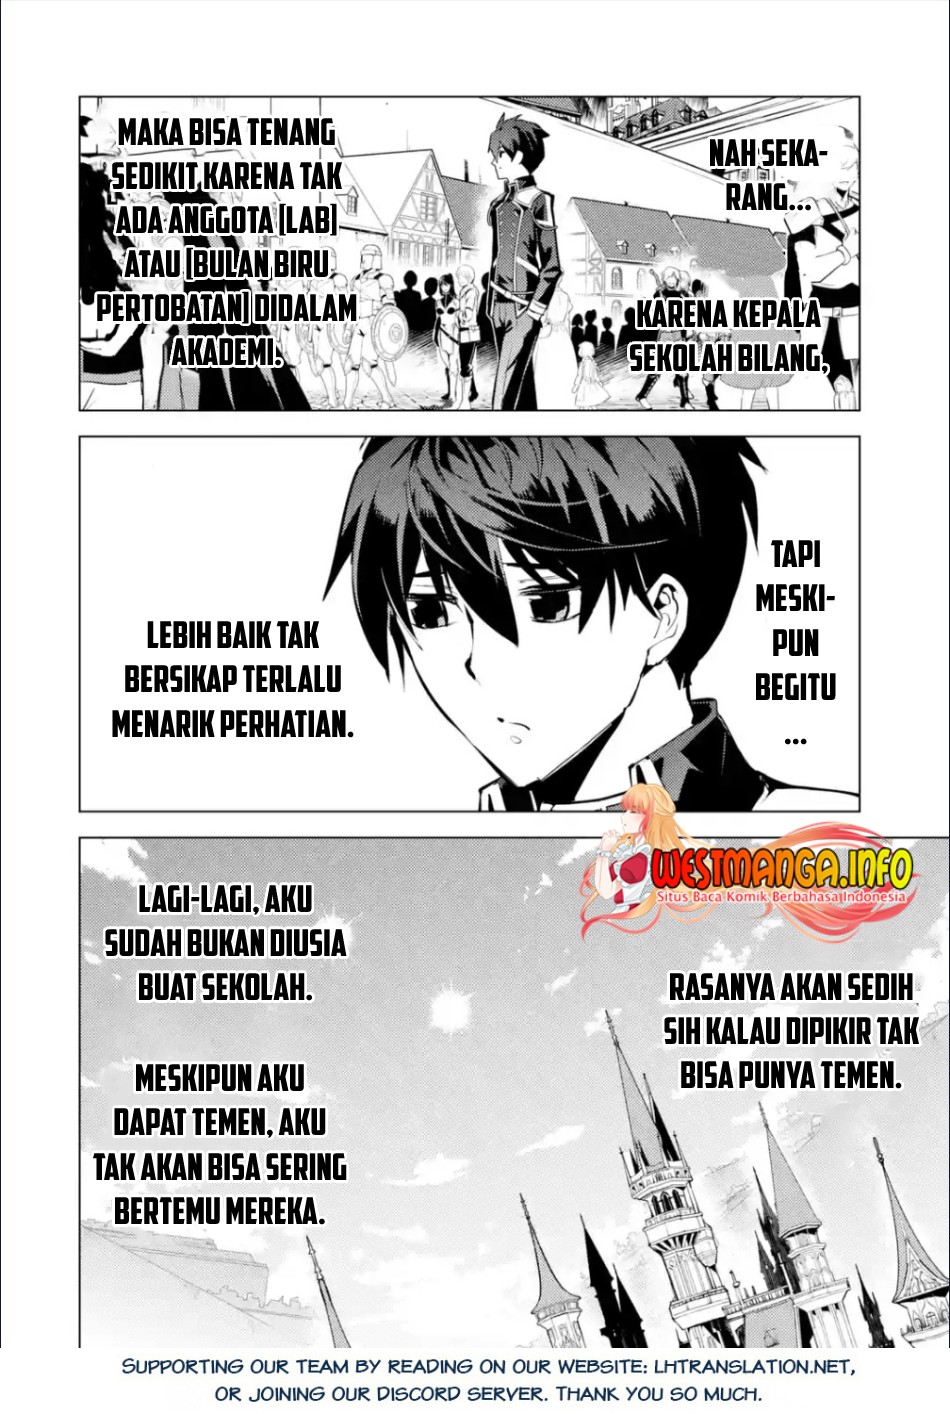 NAH SEKA-
RANG...
KARENA KEPALA
SEKOLAH BILANG,
MAKA BISA TENANG
SEDIKIT KARENA TAK
ADA ANGGOTA [LAB]
ATAU [BULAN BIRU
PERTOBATAN] DIDALAM
AKADEMI.
TAPI
MESKI-
PUN
BEGITU
...
LEBIH BAIK TAK
BERSIKAP TERLALU
MENARIK PERHATIAN.
WESTMANGA.INFO
Situs Baca Komik Berbahasa Indonesia
RASANYA AKAN SEDIH
SIH KALAU DIPIKIR TAK
BISA PUNYA TEMEN.
LAGI-LAGI, AKU
SUDAH BUKAN DIUSIA
BUAT SEKOLAH.
MESKIPUN AKU
DAPAT TEMEN, AKU
TAK AKAN BISA SERING
BERTEMU MEREKA.
SUPPORTING OUR TEAM BY READING ON OUR WEBSITE: LHTRANSLATION.NET,
OR JOINING OUR DISCORD SERVER. THANK YOU SO MUCH.